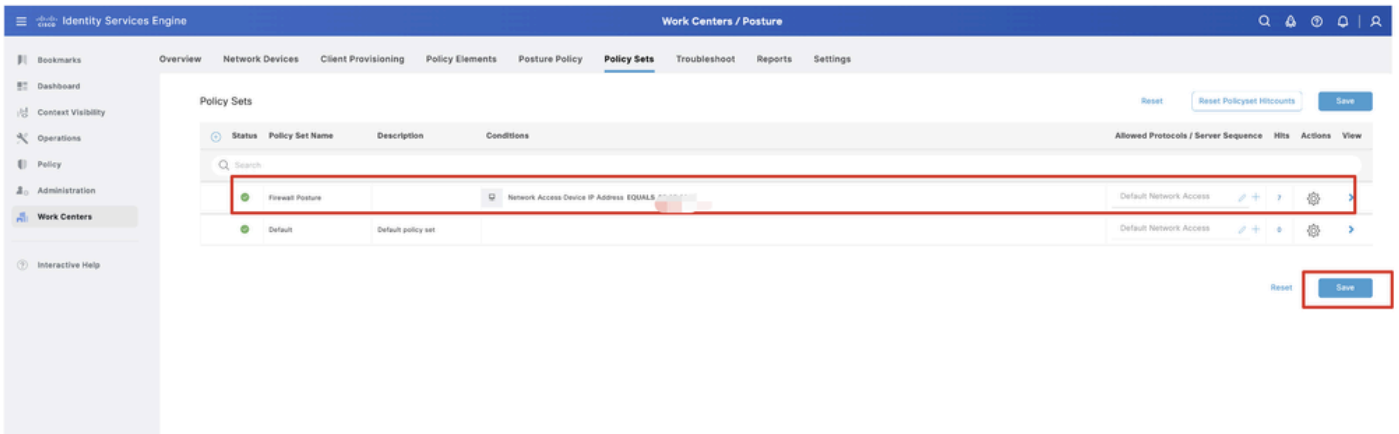 cisco Identity Services Engine
Work Centers / Posture
Bookmarks
Dashboard
Context Visibility
Operations
Policy
Administration
Work Centers
Interactive Help
Overview Network Devices Client Provisioning Policy Elements Posture Policy Policy Sets Troubleshoot Reports Settings
Policy Sets
Reset Reset Policyset Hitcounts Save
Status Policy Set Name Description Conditions Allowed Protocols / Server Sequence Hits Actions View
Search
Firewall Posture Network Access Device IP Address EQUALS Default Network Access 7
Default Default policy set Default Network Access 0
Reset Save